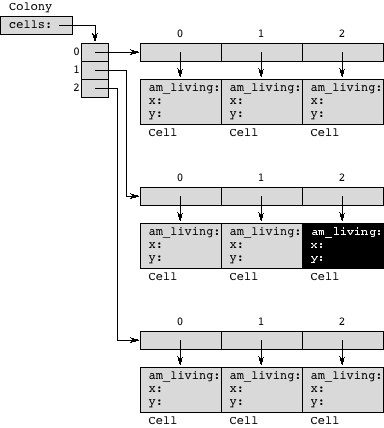 Colony
cells:
0 1 2
0
1
2
am_living: am_living: am_living:
x: x: x:
y: y: y:
Cell Cell Cell
0 1 2
am_living: am_living: am_living:
x: x: x:
y: y: y:
Cell Cell Cell
0 1 2
am_living: am_living: am_living:
x: x: x:
y: y: y:
Cell Cell Cell